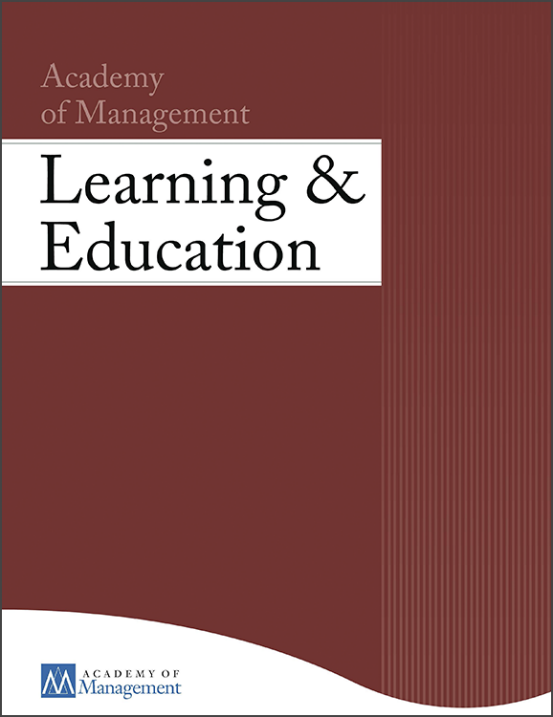 Academy
of Management
Learning &
Education
ACADEMY OF
Management